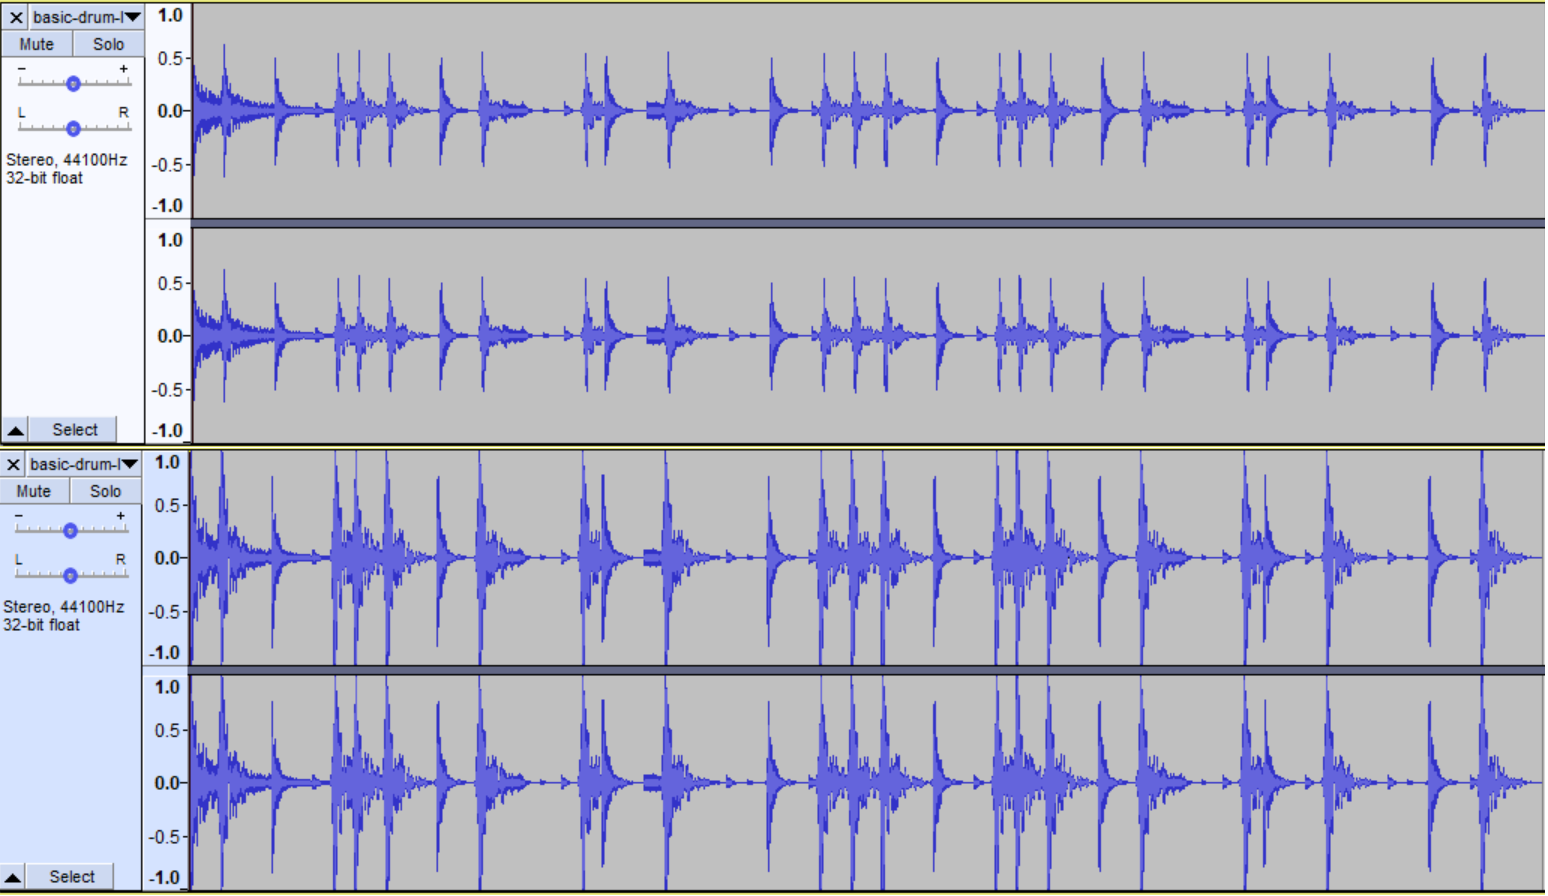 basic-drum-l
Mute Solo
- +
L R
Stereo, 44100Hz
32-bit float
Select
1.0
0.5
0.0
-0.5
-1.0
1.0
0.5
0.0
-0.5
-1.0
basic-drum-l
Mute Solo
- +
L R
Stereo, 44100Hz
32-bit float
Select
1.0
0.5
0.0
-0.5
-1.0
1.0
0.5
0.0
-0.5
-1.0